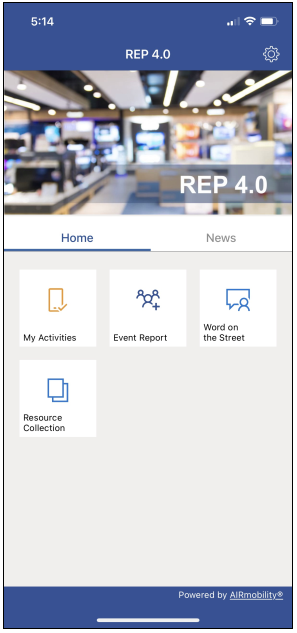 5:14
REP 4.0
REP 4.0
Home
News
My Activities
Event Report
Word on
the Street
Resource
Collection
Powered by AIRmobility®